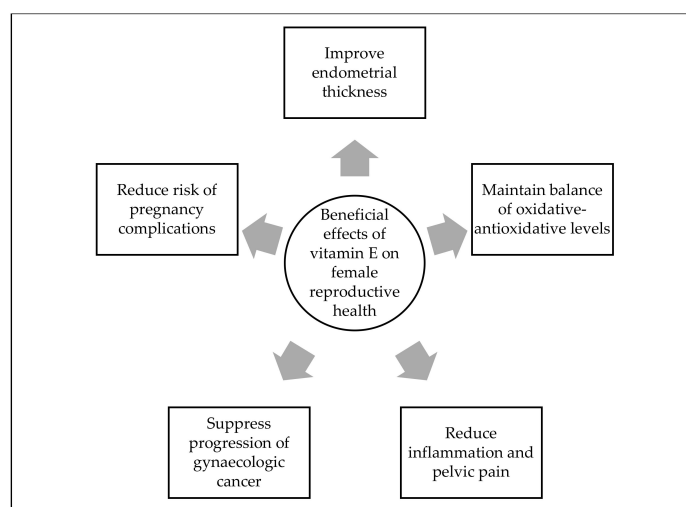 Improve
endometrial
thickness
Reduce risk of
pregnancy
complications
Maintain balance
of oxidative-
antioxidative levels
Beneficial
effects of
vitamin E on
female
reproductive
health
Suppress
progression of
gynaecologic
cancer
Reduce
inflammation and
pelvic pain